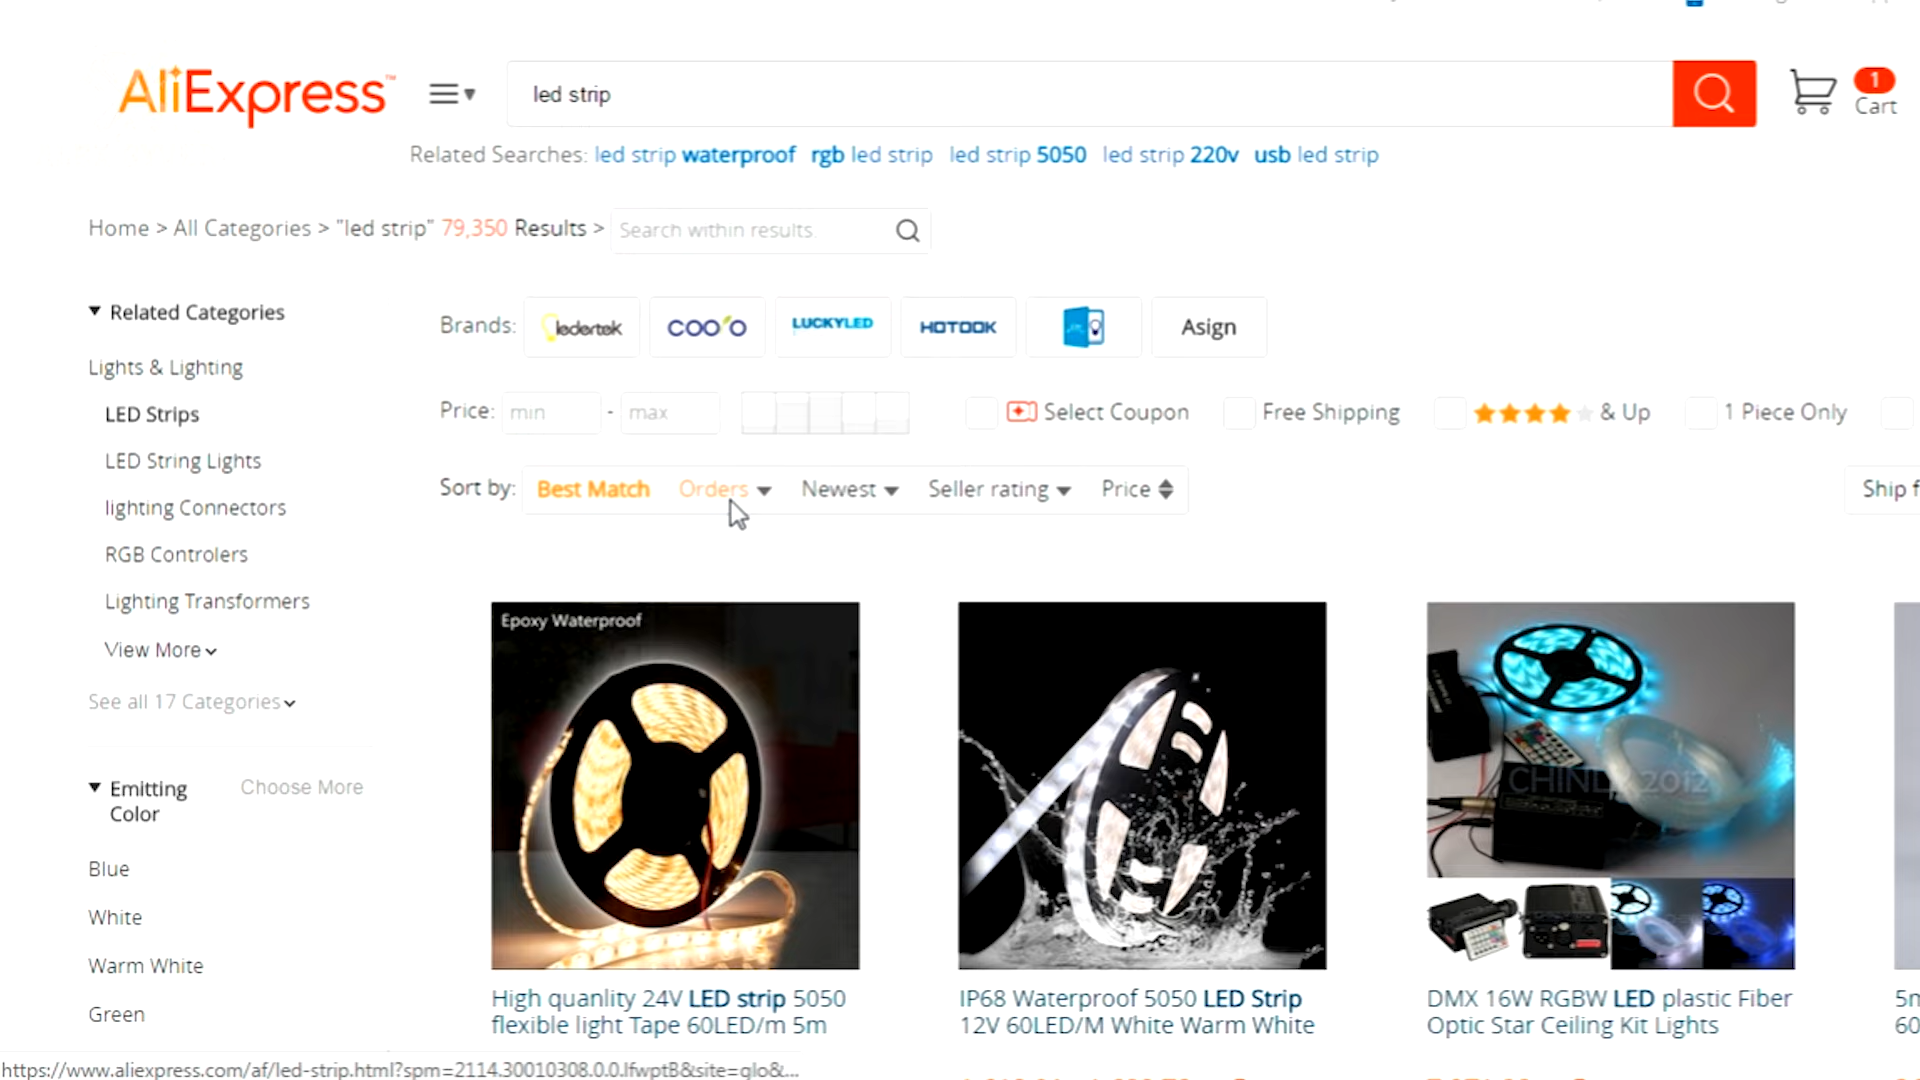 AliExpress™
led strip
1
Cart
Related Searches: led strip waterproof rgb led strip led strip 5050 led strip 220v usb led strip
Home > All Categories > "led strip" 79,350 Results > Search within results
Related Categories
Lights & Lighting
LED Strips
LED String Lights
lighting Connectors
RGB Controlers
Lighting Transformers
View More
See all 17 Categories
Emitting Color
Choose More
Blue
White
Warm White
Green
Brands: ledertek COO'O LUCKYLED HOTOOK Asign
Price: min - max Select Coupon Free Shipping & Up 1 Piece Only
Sort by: Best Match Orders Newest Seller rating Price
Ship f
Epoxy Waterproof
High quanlity 24V LED strip 5050
flexible light Tape 60LED/m 5m
IP68 Waterproof 5050 LED Strip
12V 60LED/M White Warm White
2012
DMX 16W RGBW LED plastic Fiber
Optic Star Ceiling Kit Lights
5m
60
https://www.aliexpress.com/af/led-strip.html?spm=2114.30010308.0.0.lfwptB&site=glo&...